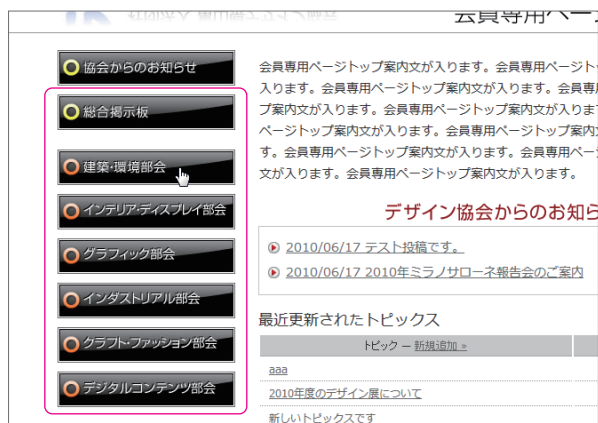 会員専用ペー
協会からのお知らせ
総合掲示板
建築・環境部会
インテリア・ディスプレイ部会
グラフィック部会
インダストリアル部会
クラフト・ファッション部会
デジタルコンテンツ部会
会員専用ページトップ案内文が入ります。会員専用ページト
入ります。会員専用ページトップ案内文が入ります。会員専
プ案内文が入ります。会員専用ページトップ案内文が入りま
ページトップ案内文が入ります。会員専用ページトップ案内
す。会員専用ページトップ案内文が入ります。会員専用ペー
文が入ります。会員専用ページトップ案内文が入ります。
デザイン協会からのお知ら
2010/06/17 テスト投稿です。
2010/06/17 2010年ミラノサローネ報告会のご案内
最近更新されたトピックス
トピック — 新規追加 »
aaa
2010年度のデザイン展について
新しいトピックスです